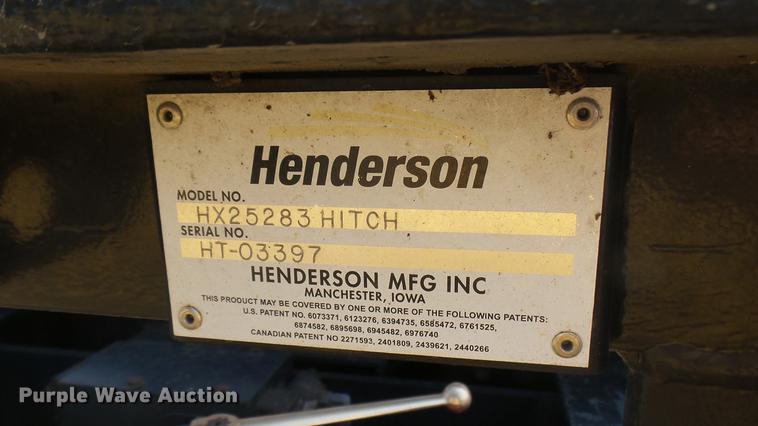 Henderson
MODEL NO.
HX25283 HITCH
SERIAL NO.
HT-03397
HENDERSON MFG INC
MANCHESTER, IOWA
THIS PRODUCT MAY BE COVERED BY ONE OR MORE OF THE FOLLOWING PATENTS:
U.S. PATENT NO. 6073371, 6123276, 6394735, 6585472, 6761525,
6874582, 6895698, 6945482, 6976740
CANADIAN PATENT NO 2271593, 2401809, 2439621, 2440266
Purple Wave Auction